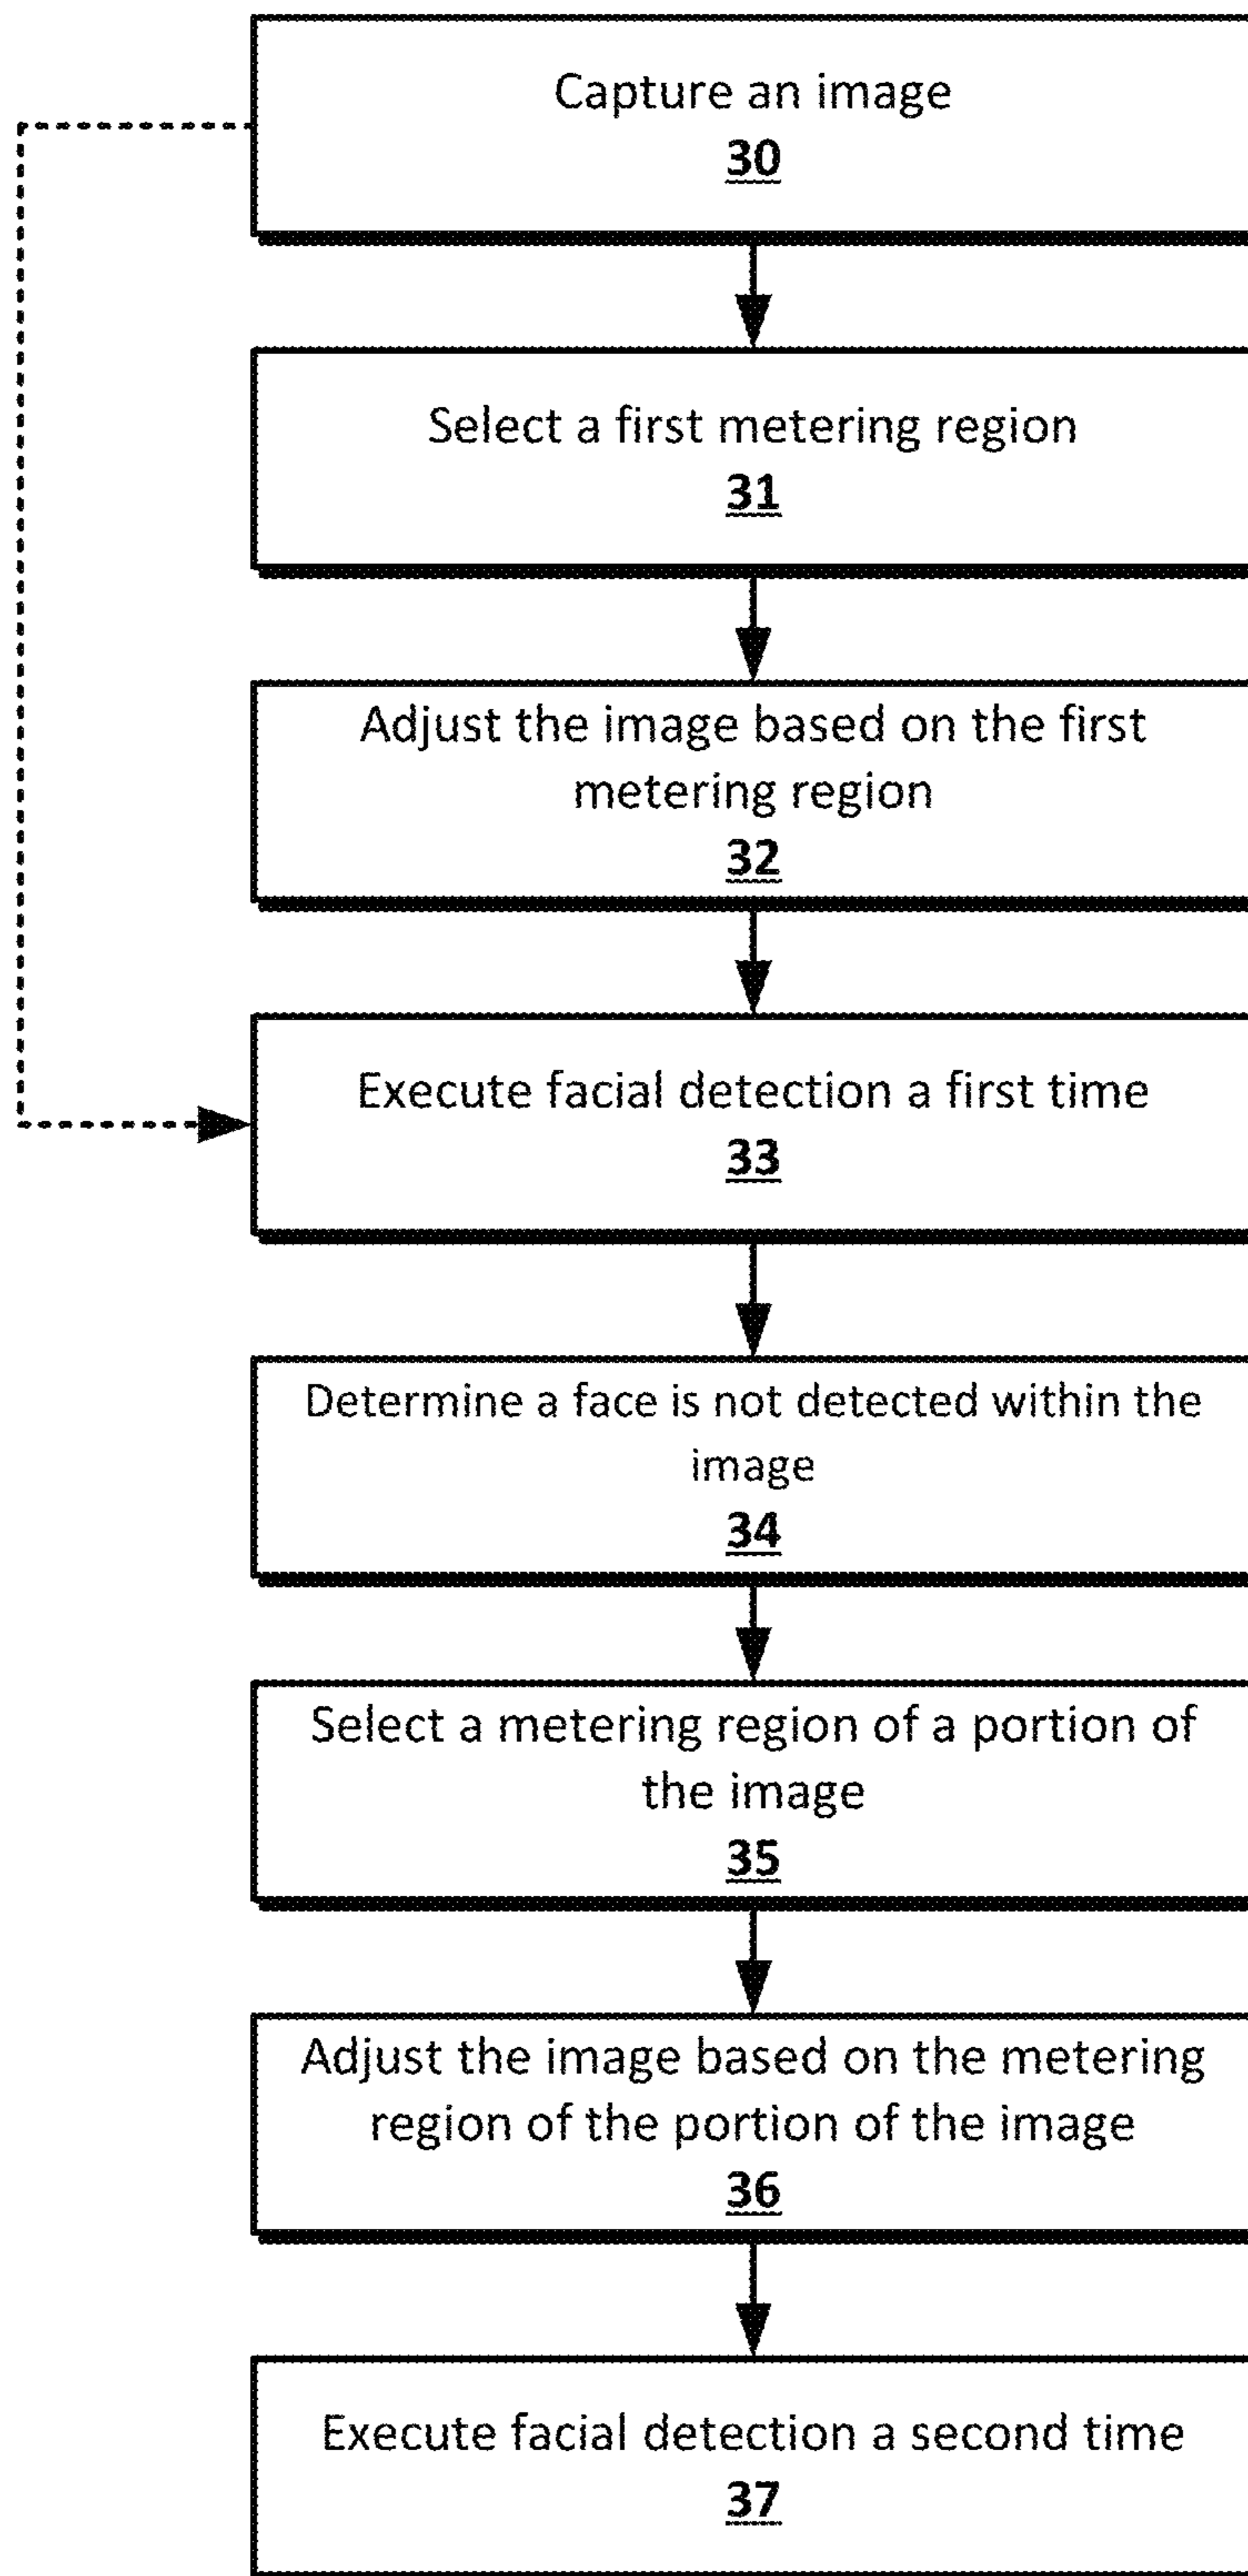 Capture an image
30
Select a first metering region
31
Adjust the image based on the first
metering region
32
Execute facial detection a first time
33
Determine a face is not detected within the
image
34
Select a metering region of a portion of
the image
35
Adjust the image based on the metering
region of the portion of the image
36
Execute facial detection a second time
37